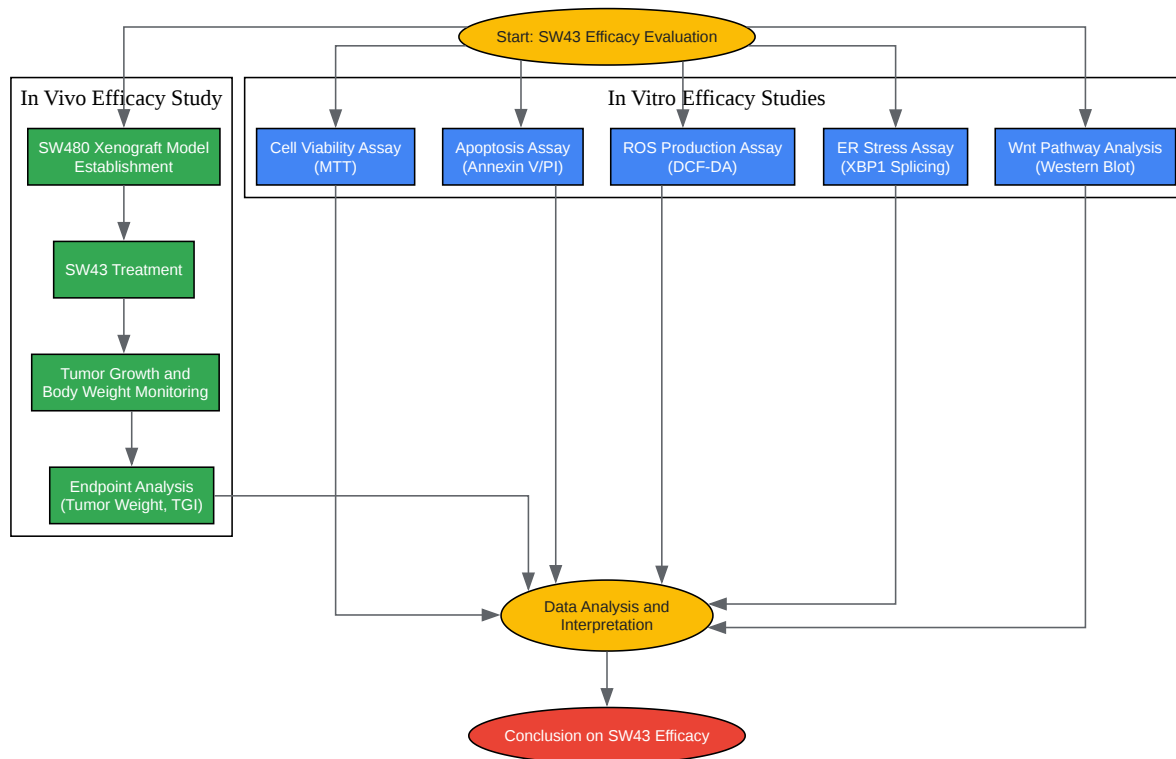 Start: SW43 Efficacy Evaluation
In Vivo Efficacy Study
In Vitro Efficacy Studies
SW480 Xenograft Model
Establishment
Cell Viability Assay
(MTT)
Apoptosis Assay
(Annexin V/PI)
ROS Production Assay
(DCF-DA)
ER Stress Assay
(XBP1 Splicing)
Wnt Pathway Analysis
(Western Blot)
SW43 Treatment
Tumor Growth and
Body Weight Monitoring
Endpoint Analysis
(Tumor Weight, TGI)
Data Analysis and
Interpretation
Conclusion on SW43 Efficacy